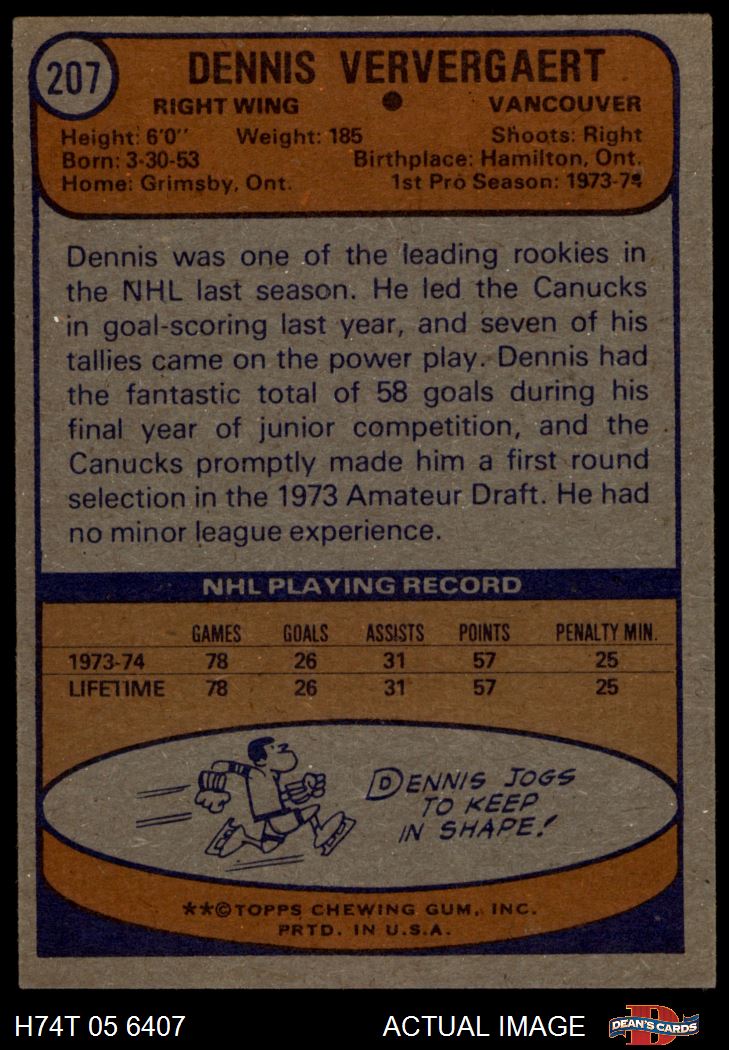 207
DENNIS VERVERGAERT
RIGHT WING ● VANCOUVER
Height: 6'0" Weight: 185 Shoots: Right
Born: 3-30-53 Birthplace: Hamilton, Ont.
Home: Grimsby, Ont. 1st Pro Season: 1973-74
Dennis was one of the leading rookies in
the NHL last season. He led the Canucks
in goal-scoring last year, and seven of his
tallies came on the power play. Dennis had
the fantastic total of 58 goals during his
final year of junior competition, and the
Canucks promptly made him a first round
selection in the 1973 Amateur Draft. He had
no minor league experience.
NHL PLAYING RECORD
GAMES GOALS ASSISTS POINTS PENALTY MIN.
1973-74 78 26 31 57 25
LIFETIME 78 26 31 57 25
DENNIS JOGS
TO KEEP
IN SHAPE!
**©TOPPS CHEWING GUM, INC.
PRTD. IN U.S.A.
H74T 05 6407 ACTUAL IMAGE
D
DEAN'S CARDS